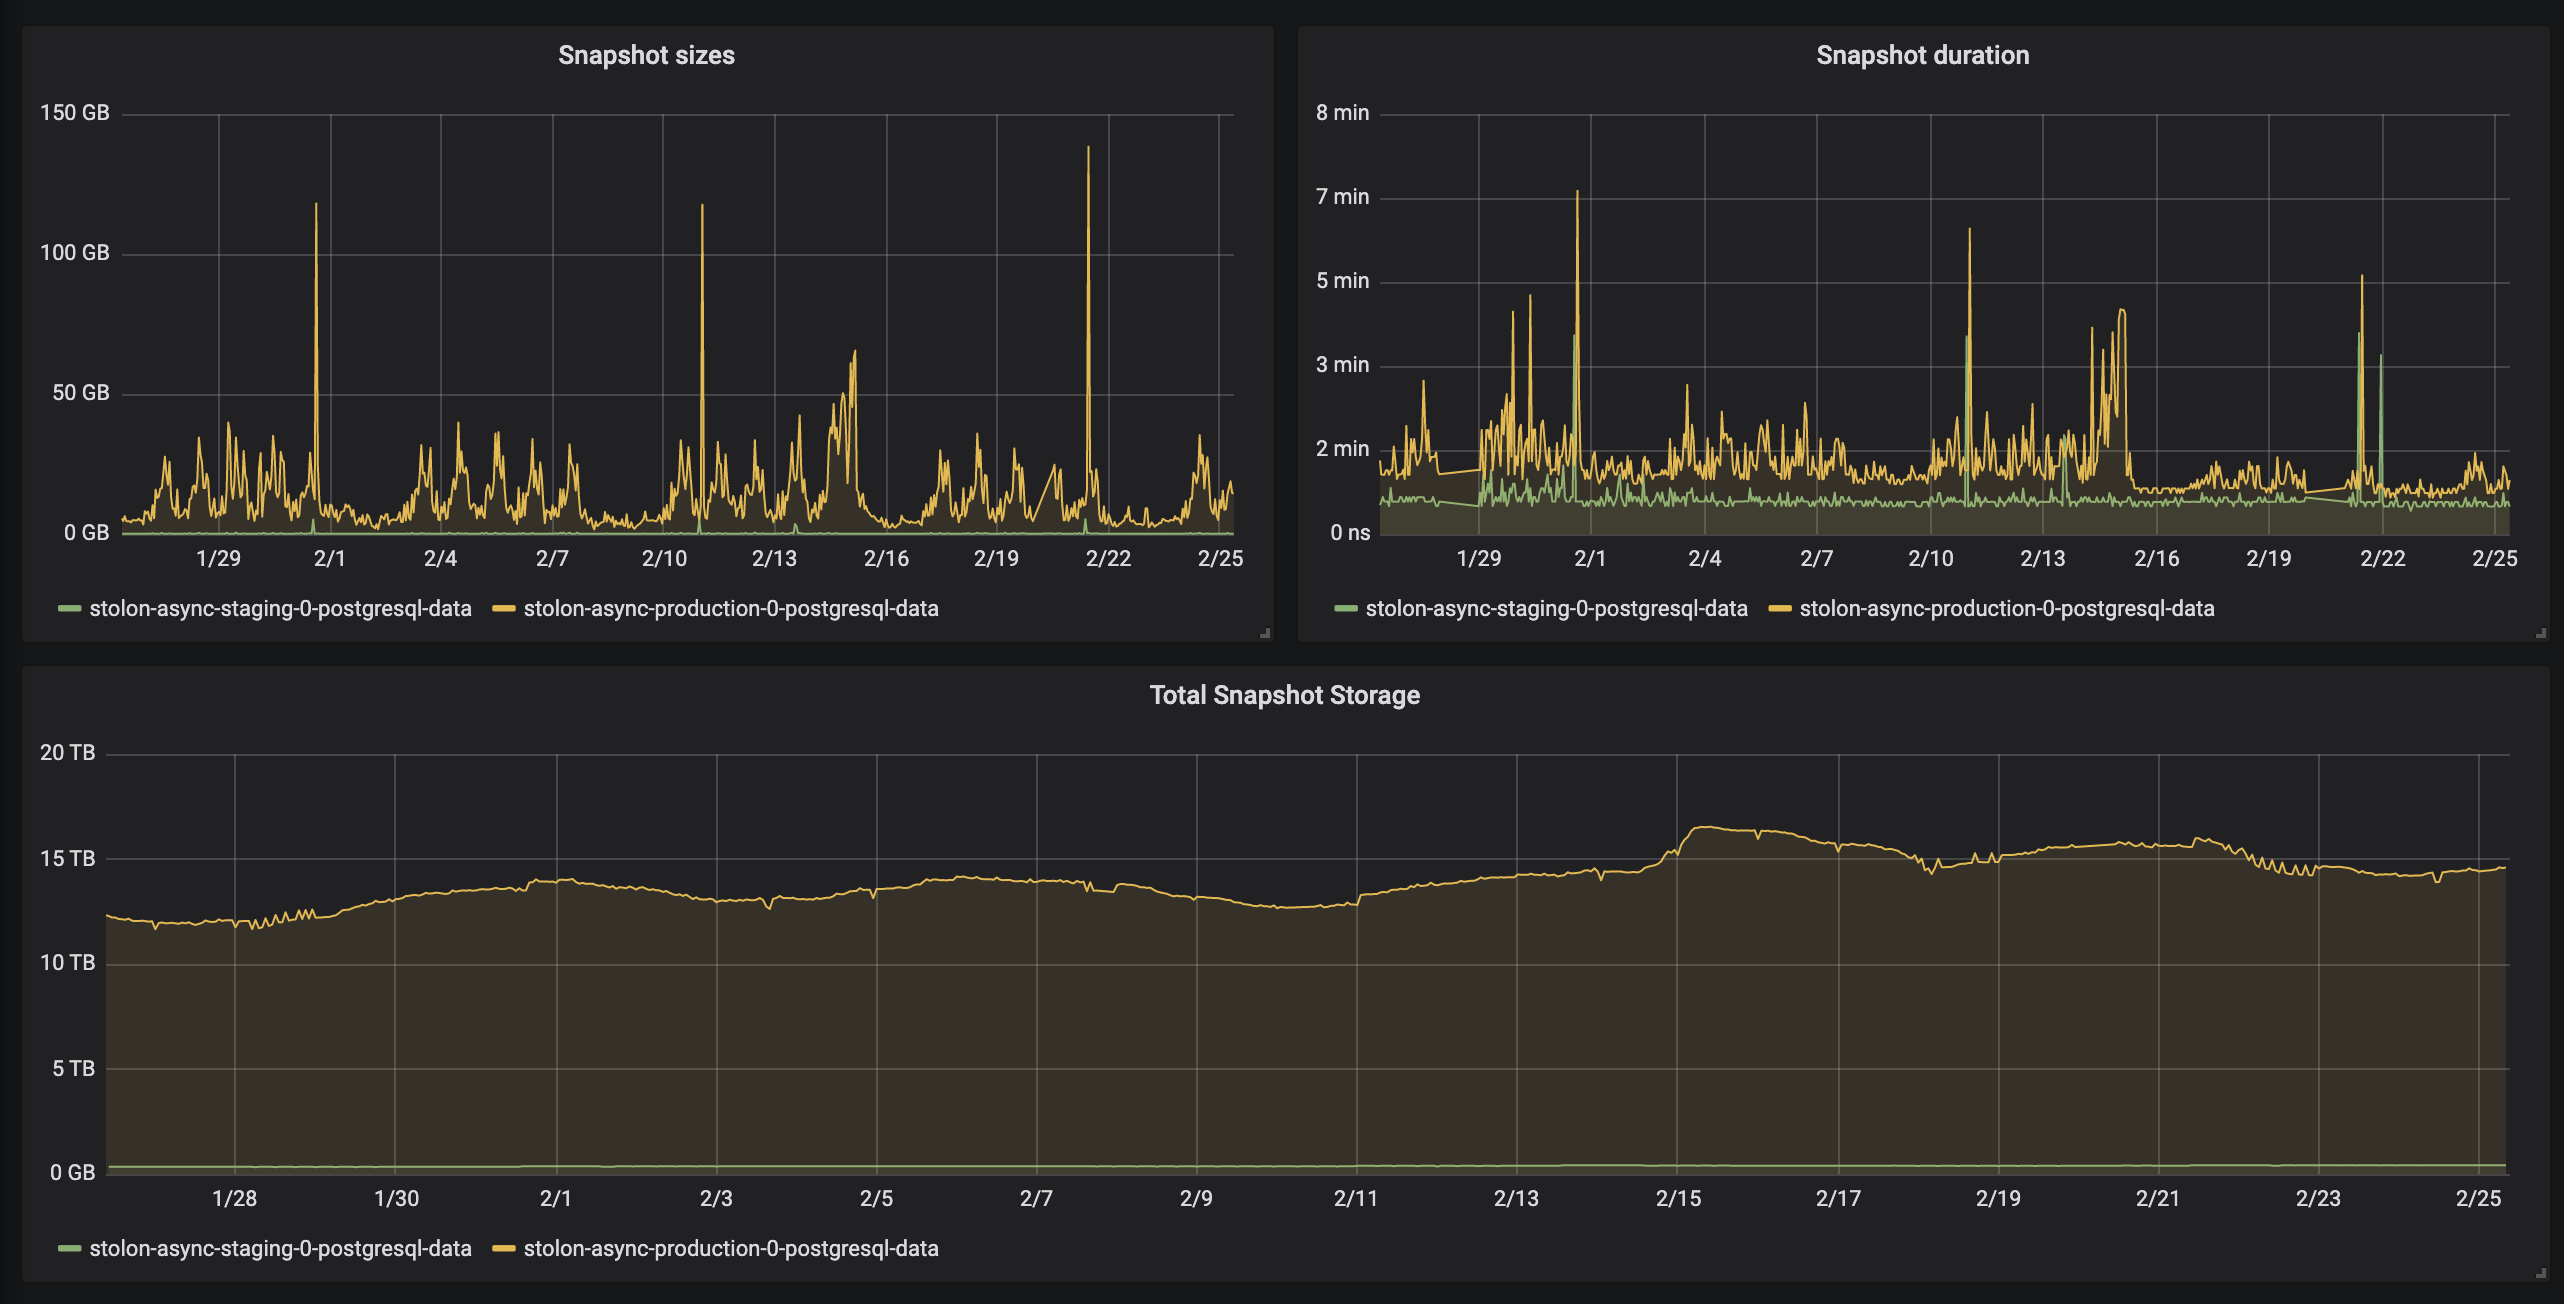 Snapshot sizes
150 GB
100 GB
50 GB
0 GB
1/29 2/1 2/4 2/7 2/10 2/13 2/16 2/19 2/22 2/25
stolon-async-staging-0-postgresql-data stolon-async-production-0-postgresql-data
Snapshot duration
8 min
7 min
5 min
3 min
2 min
0 ns
1/29 2/1 2/4 2/7 2/10 2/13 2/16 2/19 2/22 2/25
stolon-async-staging-0-postgresql-data stolon-async-production-0-postgresql-data
Total Snapshot Storage
20 TB
15 TB
10 TB
5 TB
0 GB
1/28 1/30 2/1 2/3 2/5 2/7 2/9 2/11 2/13 2/15 2/17 2/19 2/21 2/23 2/25
stolon-async-staging-0-postgresql-data stolon-async-production-0-postgresql-data